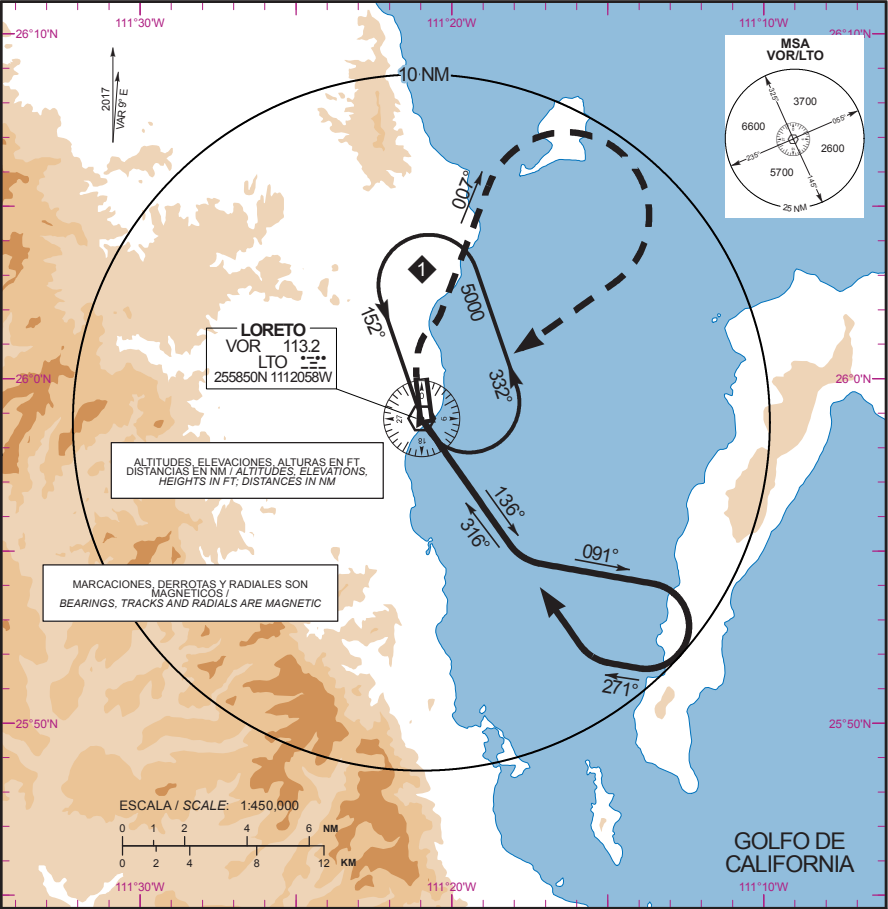 111°30'W
111°20'W
111°10'W
26°10'N
26°10'N
2017
VAR 9° E
10 NM
MSA
VOR/LTO
325°
3700
055°
6600
2600
235°
5700
145°
25 NM
007°
1
5000
152°
332°
LORETO
VOR 113.2
LTO
255850N 1112058W
26°0'N
26°0'N
0
27
9
18
ALTITUDES, ELEVACIONES, ALTURAS EN FT
DISTANCIAS EN NM / ALTITUDES, ELEVATIONS,
HEIGHTS IN FT; DISTANCES IN NM
136°
316°
091°
MARCACIONES, DERROTAS Y RADIALES SON
MAGNETICOS /
BEARINGS, TRACKS AND RADIALS ARE MAGNETIC
271°
25°50'N
25°50'N
ESCALA / SCALE: 1:450,000
0 1 2 4 6 NM
0 2 4 8 12 KM
GOLFO DE
CALIFORNIA
111°30'W
111°20'W
111°10'W